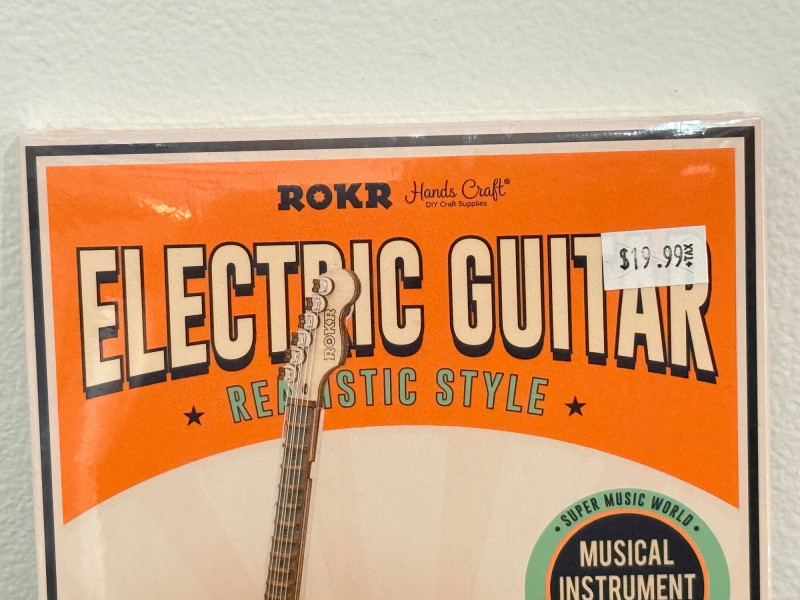 ROKR Hands Craft®
DIY Craft Supplies
ELECTRIC GUITAR
$19.99 +TAX
ROKR
REALISTIC STYLE
SUPER MUSIC WORLD
MUSICAL
INSTRUMENT